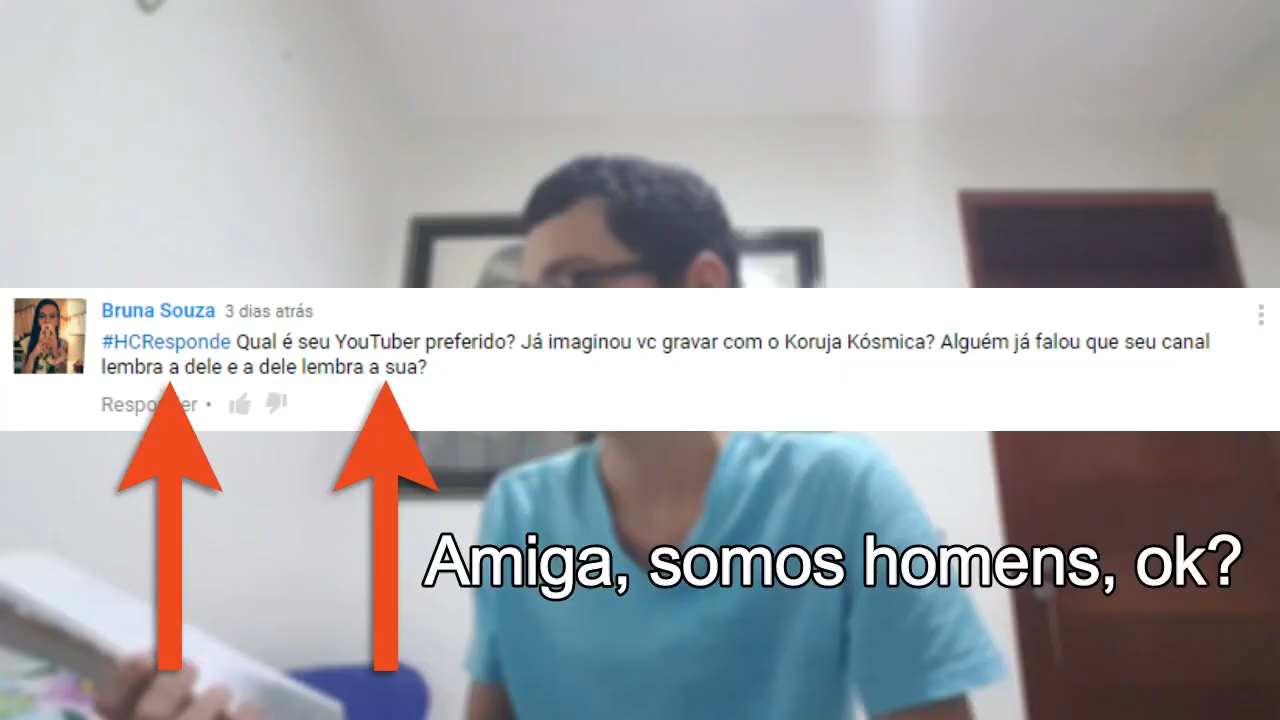 Bruna Souza 3 dias atrás
#HCResponde Qual é seu YouTuber preferido? Já imaginou vc gravar com o Koruja Kósmica? Alguém já falou que seu canal
lembra a dele e a dele lembra a sua?
Responder •
Amiga, somos homens, ok?